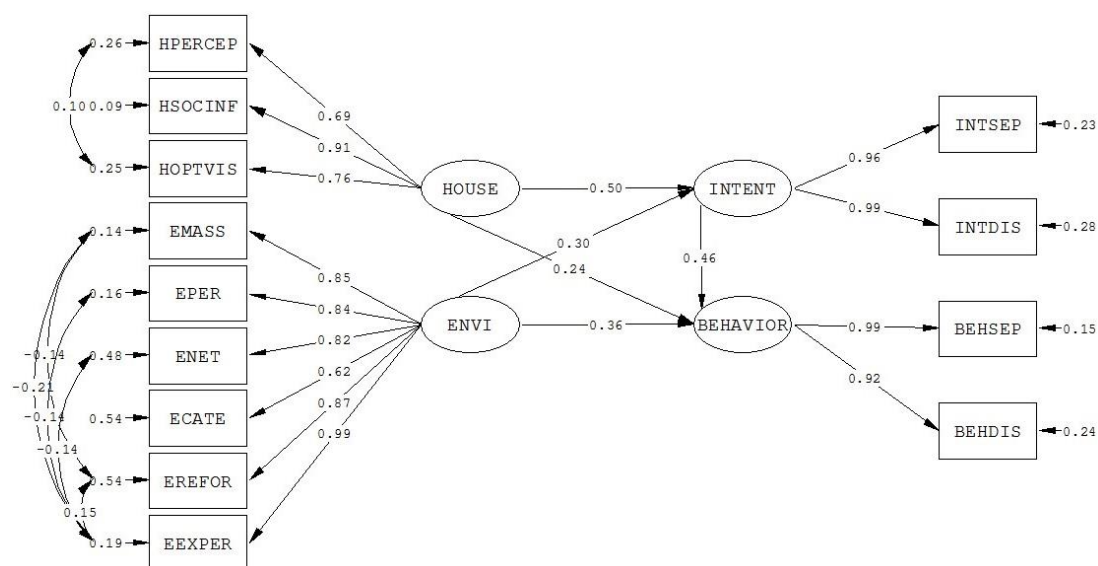 0.26 HPERCEP
0.10 0.09 HSOCINF
0.25 HOPTVIS
0.14 EMASS
0.16 EPER
0.48 ENET
0.54 ECATE
0.54 EREFOR
0.19 EEXPER
-0.14
-0.21
-0.14
-0.14
0.15
0.69
0.91
0.76
0.85
0.84
0.82
0.62
0.87
0.99
HOUSE
ENVI
0.50
0.30
0.24
0.36
0.46
INTENT
BEHAVIOR
0.96
0.99
0.99
0.92
INTSEP 0.23
INTDIS 0.28
BEHSEP 0.15
BEHDIS 0.24